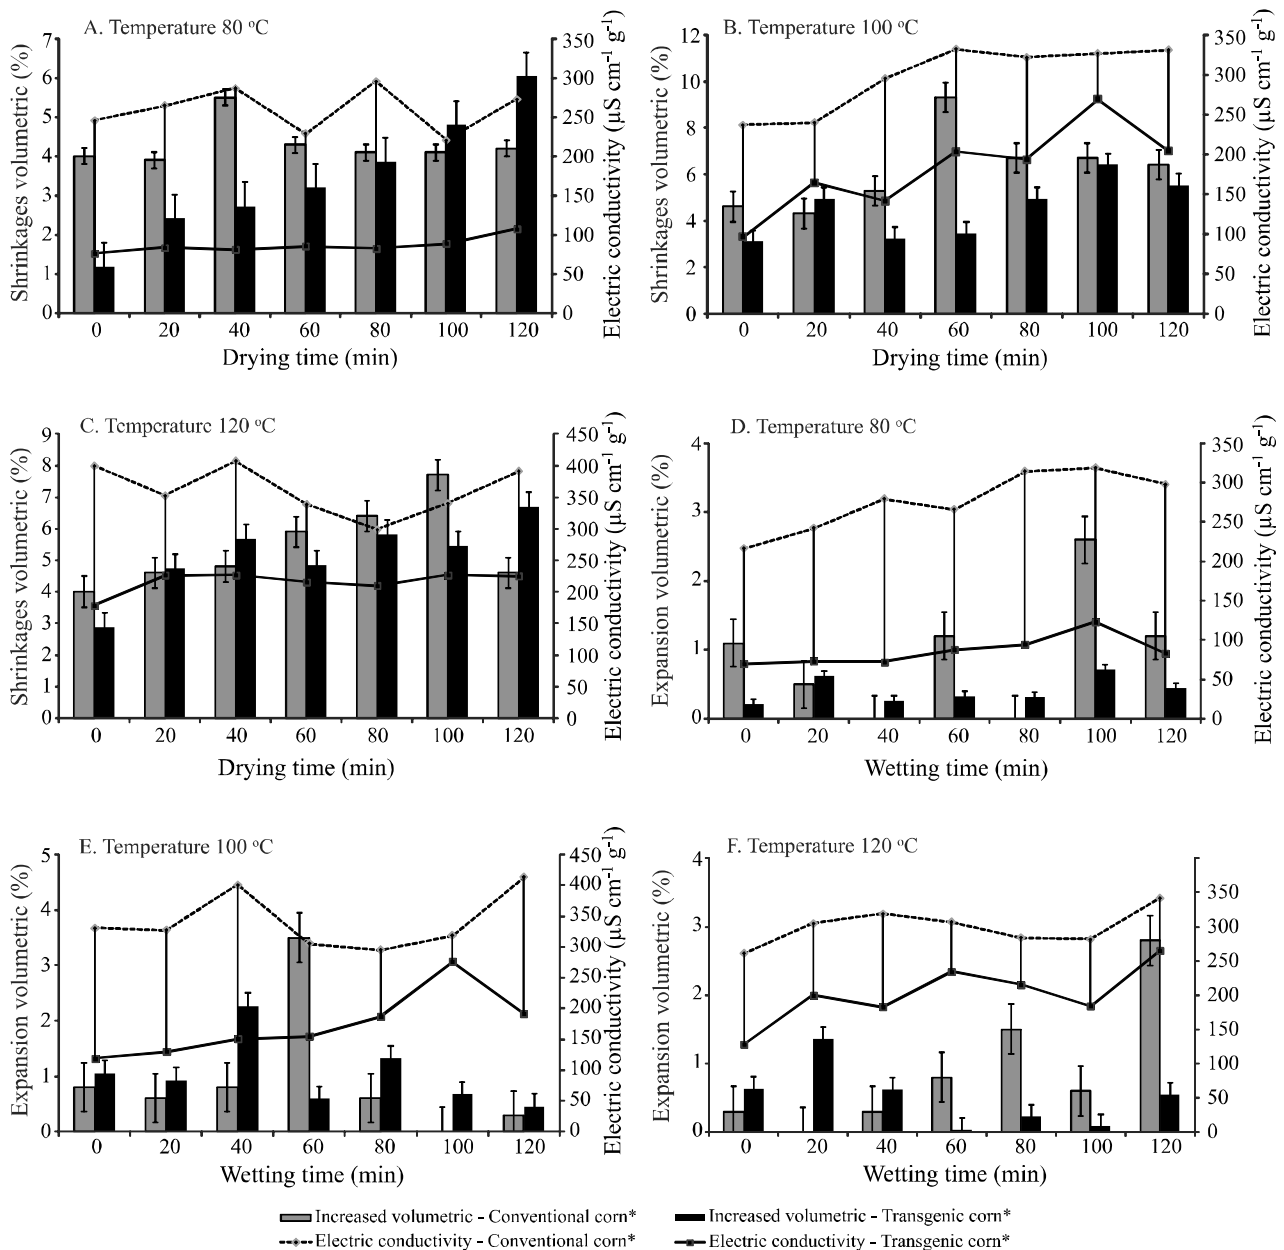 A. Temperature 80 ºC
Shrinkages volumetric (%)
7
6
5
4
3
2
1
0
350
300
250
200
150
100
50
0
Electric conductivity (µS cm⁻¹ g⁻¹)
0 20 40 60 80 100 120
Drying time (min)
B. Temperature 100 ºC
Shrinkages volumetric (%)
12
10
8
6
4
2
0
350
300
250
200
150
100
50
0
Electric conductivity (µS cm⁻¹ g⁻¹)
0 20 40 60 80 100 120
Drying time (min)
C. Temperature 120 ºC
Shrinkages volumetric (%)
9
8
7
6
5
4
3
2
1
0
450
400
350
300
250
200
150
100
50
0
Electric conductivity (µS cm⁻¹ g⁻¹)
0 20 40 60 80 100 120
Drying time (min)
D. Temperature 80 ºC
Expansion volumetric (%)
4
3
2
1
0
350
300
250
200
150
100
50
0
Electric conductivity (µS cm⁻¹ g⁻¹)
0 20 40 60 80 100 120
Wetting time (min)
E. Temperature 100 ºC
Expansion volumetric (%)
5
4
3
2
1
0
450
400
350
300
250
200
150
100
50
0
Electric conductivity (µS cm⁻¹ g⁻¹)
0 20 40 60 80 100 120
Wetting time (min)
F. Temperature 120 ºC
Expansion volumetric (%)
4
3
2
1
0
350
300
250
200
150
100
50
0
0 20 40 60 80 100 120
Wetting time (min)
Increased volumetric - Conventional corn*
Increased volumetric - Transgenic corn*
Electric conductivity - Conventional corn*
Electric conductivity - Transgenic corn*